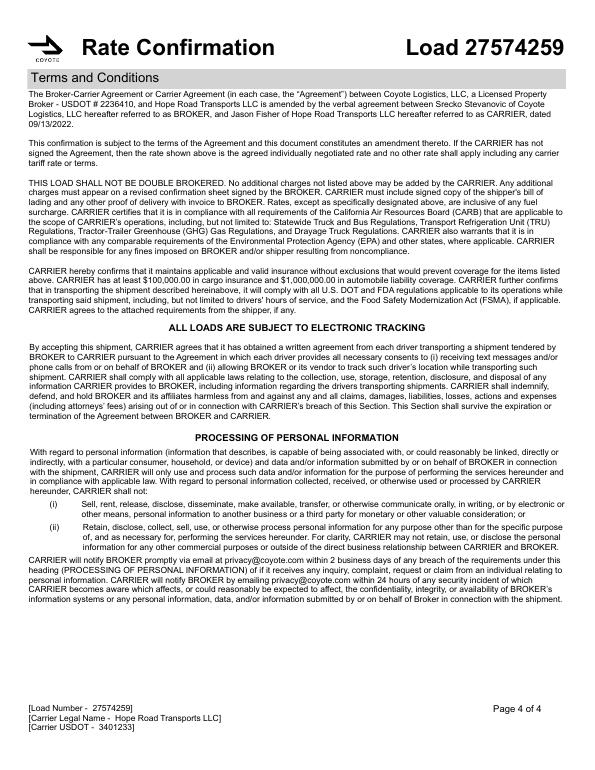 COYOTE
Rate Confirmation
Load 27574259
Terms and Conditions
The Broker-Carrier Agreement or Carrier Agreement (in each case, the “Agreement”) between Coyote Logistics, LLC, a Licensed Property
Broker - USDOT # 2236410, and Hope Road Transports LLC is amended by the verbal agreement between Srecko Stevanovic of Coyote
Logistics, LLC hereafter referred to as BROKER, and Jason Fisher of Hope Road Transports LLC hereafter referred to as CARRIER, dated
09/13/2022.
This confirmation is subject to the terms of the Agreement and this document constitutes an amendment thereto. If the CARRIER has not
signed the Agreement, then the rate shown above is the agreed individually negotiated rate and no other rate shall apply including any carrier
tariff rate or terms.
THIS LOAD SHALL NOT BE DOUBLE BROKERED. No additional charges not listed above may be added by the CARRIER. Any additional
charges must appear on a revised confirmation sheet signed by the BROKER. CARRIER must include signed copy of the shipper's bill of
lading and any other proof of delivery with invoice to BROKER. Rates, except as specifically designated above, are inclusive of any fuel
surcharge. CARRIER certifies that it is in compliance with all requirements of the California Air Resources Board (CARB) that are applicable to
the scope of CARRIER's operations, including, but not limited to: Statewide Truck and Bus Regulations, Transport Refrigeration Unit (TRU)
Regulations, Tractor-Trailer Greenhouse (GHG) Gas Regulations, and Drayage Truck Regulations. CARRIER also warrants that it is in
compliance with any comparable requirements of the Environmental Protection Agency (EPA) and other states, where applicable. CARRIER
shall be responsible for any fines imposed on BROKER and/or shipper resulting from noncompliance.
CARRIER hereby confirms that it maintains applicable and valid insurance without exclusions that would prevent coverage for the items listed
above. CARRIER has at least $100,000.00 in cargo insurance and $1,000,000.00 in automobile liability coverage. CARRIER further confirms
that in transporting the shipment described hereinabove, it will comply with all U.S. DOT and FDA regulations applicable to its operations while
transporting said shipment, including, but not limited to drivers' hours of service, and the Food Safety Modernization Act (FSMA), if applicable.
CARRIER agrees to the attached requirements from the shipper, if any.
ALL LOADS ARE SUBJECT TO ELECTRONIC TRACKING
By accepting this shipment, CARRIER agrees that it has obtained a written agreement from each driver transporting a shipment tendered by
BROKER to CARRIER pursuant to the Agreement in which each driver provides all necessary consents to (i) receiving text messages and/or
phone calls from or on behalf of BROKER and (ii) allowing BROKER or its vendor to track such driver's location while transporting such
shipment. CARRIER shall comply with all applicable laws relating to the collection, use, storage, retention, disclosure, and disposal of any
information CARRIER provides to BROKER, including information regarding the drivers transporting shipments. CARRIER shall indemnify,
defend, and hold BROKER and its affiliates harmless from and against any and all claims, damages, liabilities, losses, actions and expenses
(including attorneys' fees) arising out of or in connection with CARRIER's breach of this Section. This Section shall survive the expiration or
termination of the Agreement between BROKER and CARRIER.
PROCESSING OF PERSONAL INFORMATION
With regard to personal information (information that describes, is capable of being associated with, or could reasonably be linked, directly or
indirectly, with a particular consumer, household, or device) and data and/or information submitted by or on behalf of BROKER in connection
with the shipment, CARRIER will only use and process such data and/or information for the purpose of performing the services hereunder and
in compliance with applicable law. With regard to personal information collected, received, or otherwise used or processed by CARRIER
hereunder, CARRIER shall not:
(i) Sell, rent, release, disclose, disseminate, make available, transfer, or otherwise communicate orally, in writing, or by electronic or
other means, personal information to another business or a third party for monetary or other valuable consideration; or
(ii) Retain, disclose, collect, sell, use, or otherwise process personal information for any purpose other than for the specific purpose
of, and as necessary for, performing the services hereunder. For clarity, CARRIER may not retain, use, or disclose the personal
information for any other commercial purposes or outside of the direct business relationship between CARRIER and BROKER.
CARRIER will notify BROKER promptly via email at privacy@coyote.com within 2 business days of any breach of the requirements under this
heading (PROCESSING OF PERSONAL INFORMATION) of if it receives any inquiry, complaint, request or claim from an individual relating to
personal information. CARRIER will notify BROKER by emailing privacy@coyote.com within 24 hours of any security incident of which
CARRIER becomes aware which affects, or could reasonably be expected to affect, the confidentiality, integrity, or availability of BROKER's
information systems or any personal information, data, and/or information submitted by or on behalf of Broker in connection with the shipment.
[Load Number - 27574259]
[Carrier Legal Name - Hope Road Transports LLC]
[Carrier USDOT - 3401233]
Page 4 of 4